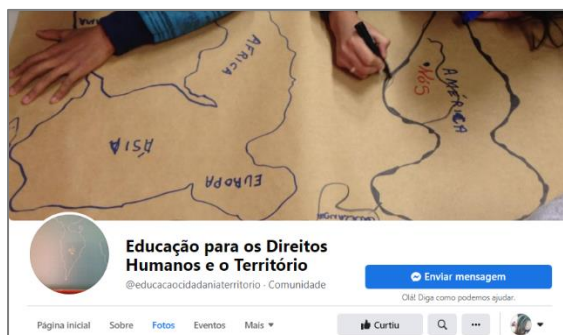 ÁFRICA
ÁSIA
EUROPA
AMÉRICA
NÓS
Educação para os Direitos
Humanos e o Território
@educacaocidadaniaterritorio - Comunidade
Enviar mensagem
Olá! Diga como podemos ajudar.
Página inicial Sobre Fotos Eventos Mais Curtiu